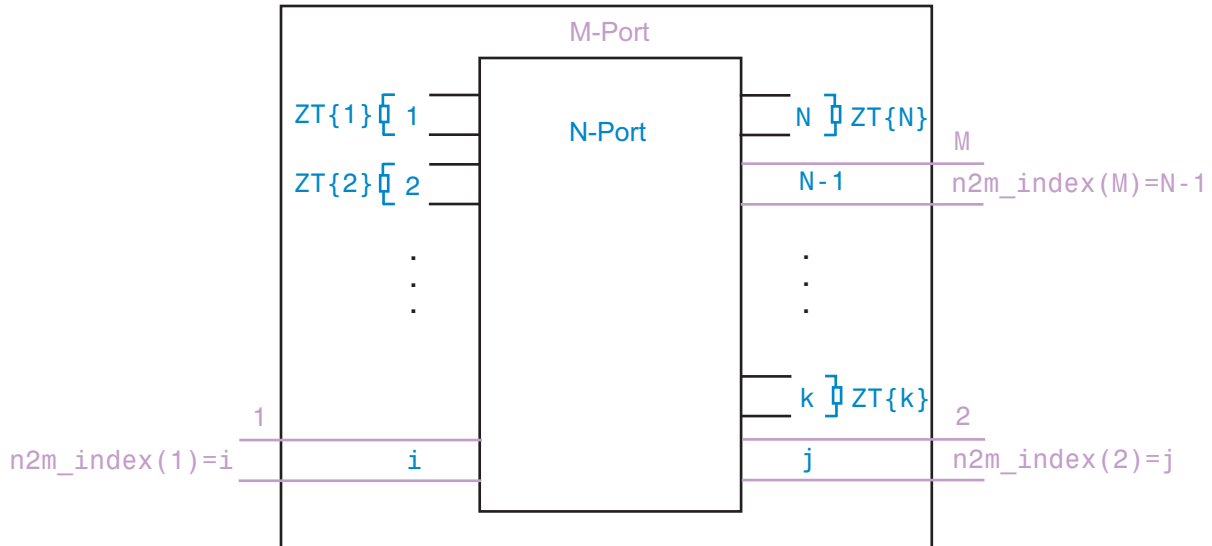 M-Port
N-Port
ZT{1} 1
N ZT{N}
M
ZT{2} 2
N-1
n2m_index(M)=N-1
k ZT{k}
1
2
n2m_index(1)=i
i
j
n2m_index(2)=j